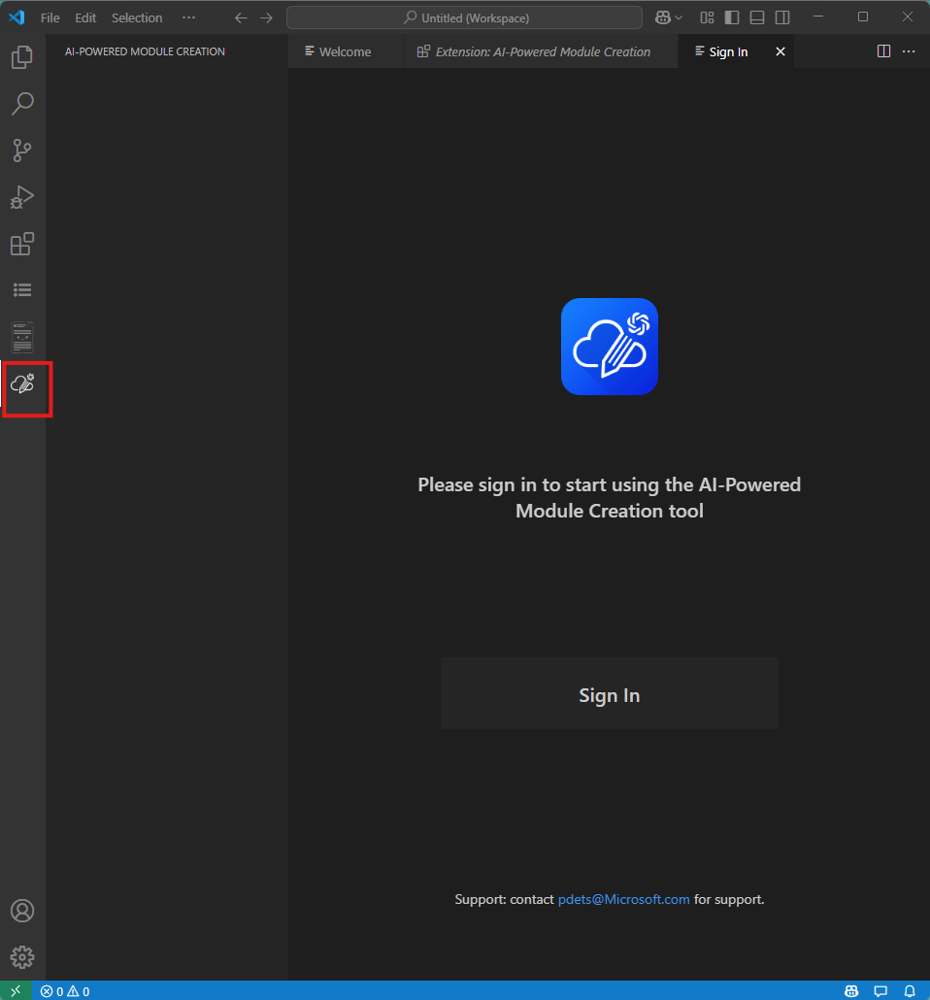 File Edit Selection ··· Untitled (Workspace)
AI-POWERED MODULE CREATION
Welcome Extension: AI-Powered Module Creation Sign In
Please sign in to start using the AI-Powered
Module Creation tool
Sign In
Support: contact pdets@Microsoft.com for support.
0 0